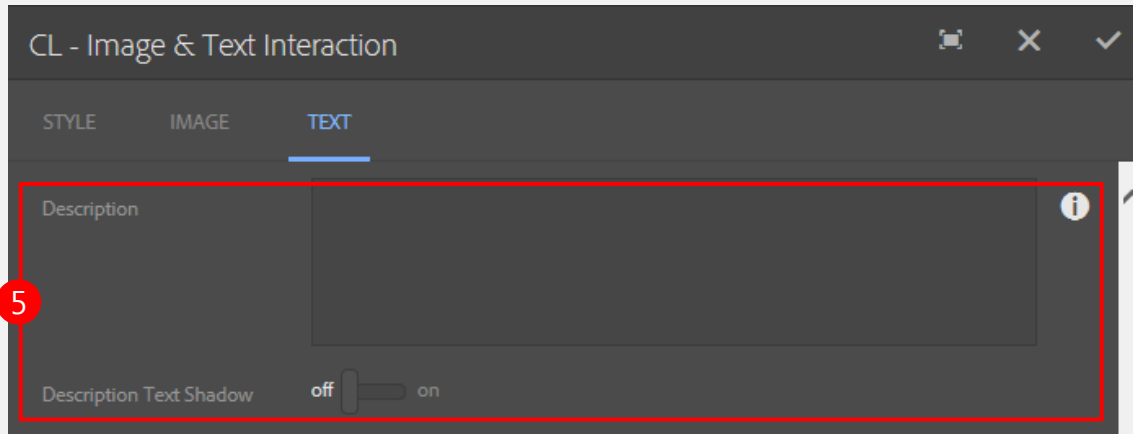 CL - Image & Text Interaction
STYLE IMAGE TEXT
Description
5
Description Text Shadow off on